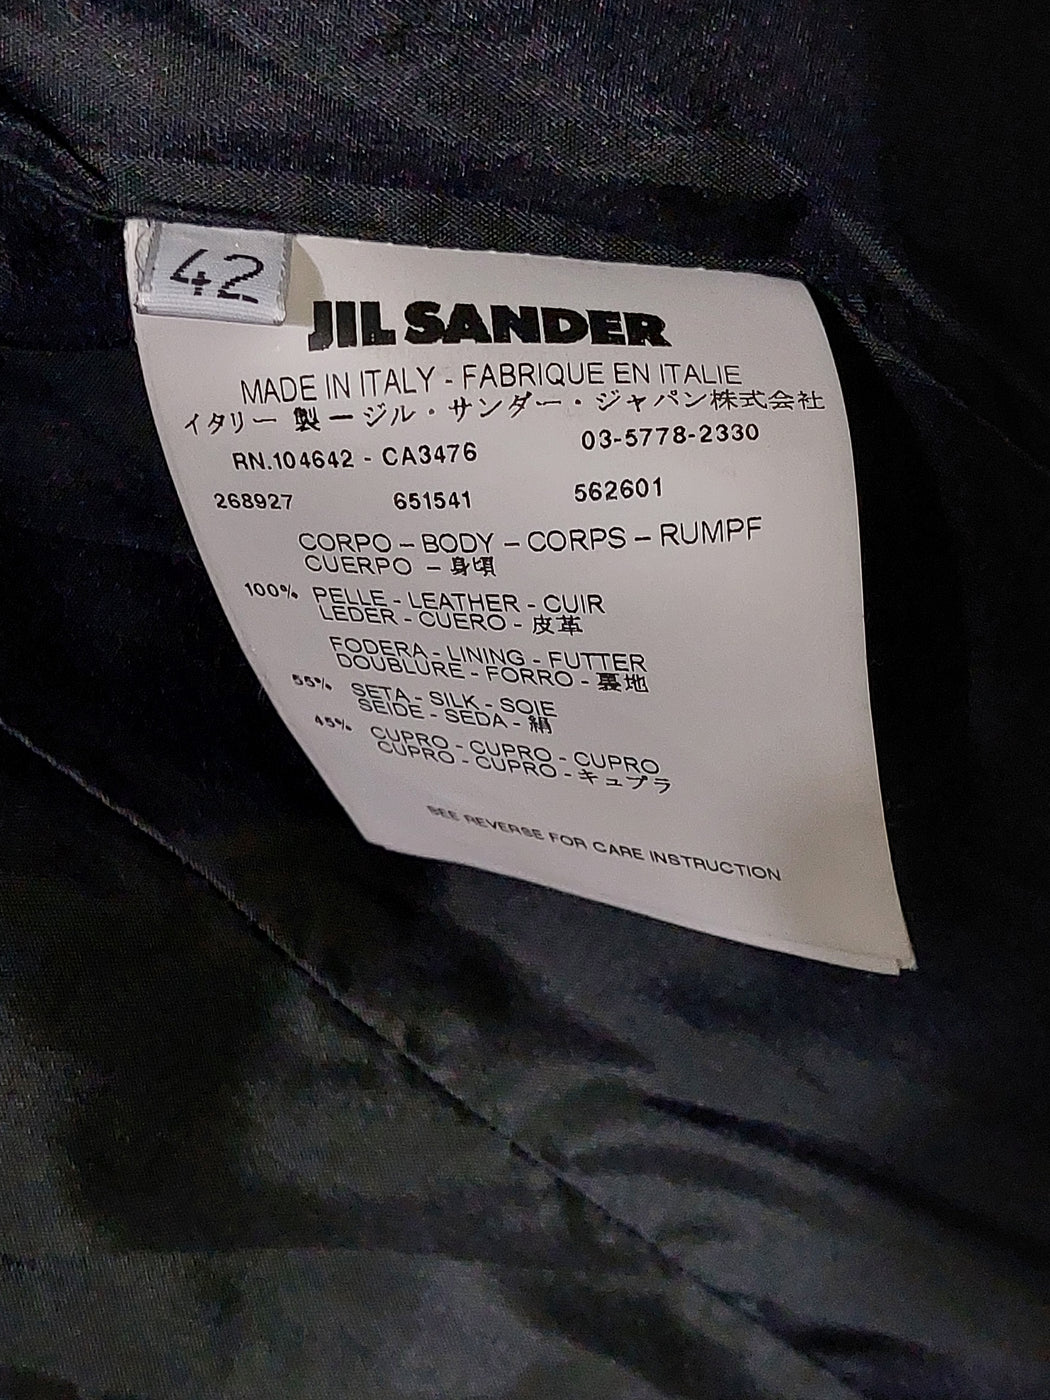 42
JIL SANDER
MADE IN ITALY - FABRIQUE EN ITALIE
イタリー 製 ー ジル・サンダー・ジャパン株式会社
RN.104642 - CA3476 03-5778-2330
268927 651541 562601
CORPO - BODY - CORPS - RUMPF
CUERPO - 身頃
100% PELLE - LEATHER - CUIR
LEDER - CUERO - 皮革
FODERA - LINING - FUTTER
DOUBLURE - FORRO - 裏地
55% SETA - SILK - SOIE
SEIDE - SEDA - 絹
45% CUPRO - CUPRO - CUPRO
CUPRO - CUPRO - キュプラ
SEE REVERSE FOR CARE INSTRUCTION